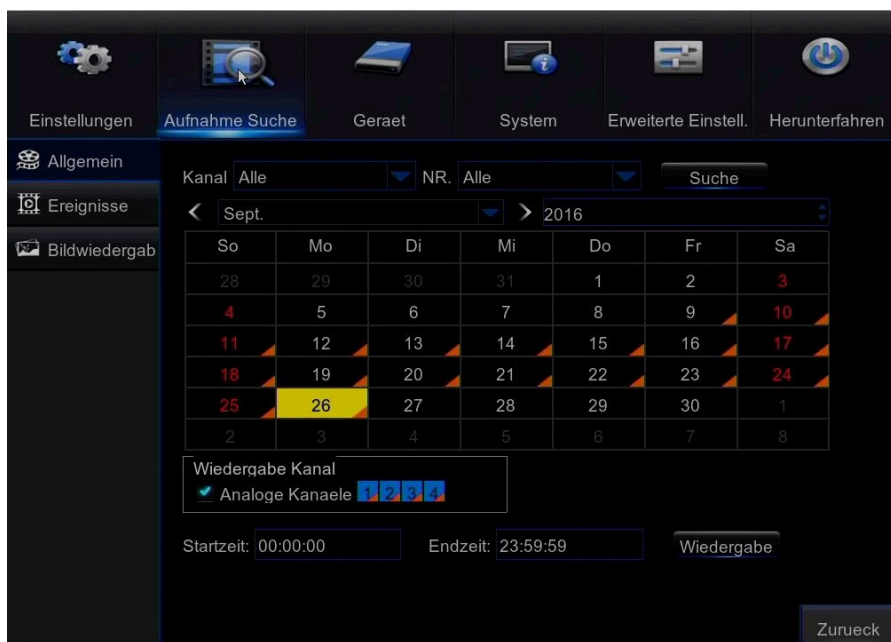 Einstellungen Aufnahme Suche Geraet System Erweiterte Einstell. Herunterfahren
Allgemein
Ereignisse
Bildwiedergab
Kanal Alle NR. Alle Suche
Sept. 2016
So Mo Di Mi Do Fr Sa
28 29 30 31 1 2 3
4 5 6 7 8 9 10
11 12 13 14 15 16 17
18 19 20 21 22 23 24
25 26 27 28 29 30 1
2 3 4 5 6 7 8
Wiedergabe Kanal
Analoge Kanaele 1 2 3 4
Startzeit: 00:00:00 Endzeit: 23:59:59 Wiedergabe
Zurueck